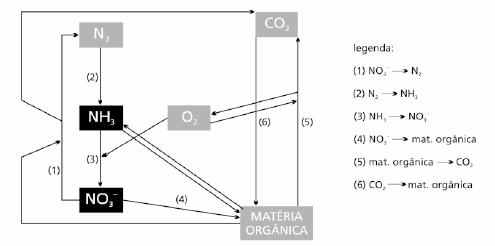 N₂
CO₂
legenda:
(1) NO₃⁻ → N₂
(2)
(2) N₂ → NH₃
NH₃
O₂
(3) NH₃ → NO₃⁻
(6)
(5)
(4) NO₃⁻ → mat. orgânica
(3)
(1)
(5) mat. orgânica → CO₂
NO₃⁻
(4)
(6) CO₂ → mat. orgânica
MATÉRIA
ORGÂNICA